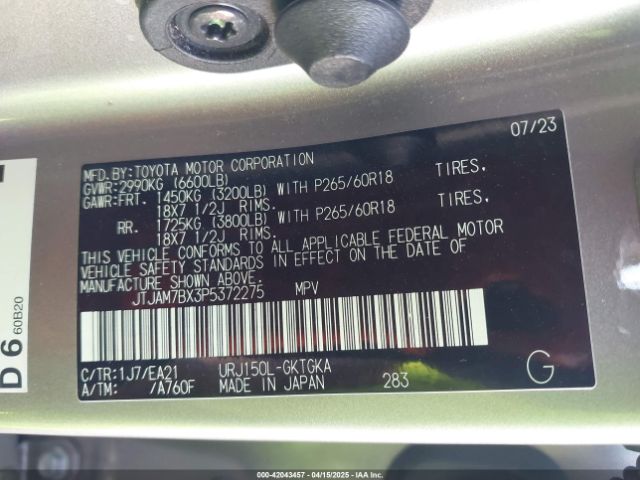 07/23
MFD.BY:TOYOTA MOTOR CORPORATION
GVWR:2990KG (6600LB)
GAWR:FRT. 1450KG (3200LB) WITH P265/60R18 TIRES,
18X7 1/2J RIMS.
RR. 1725KG (3800LB) WITH P265/60R18 TIRES,
18X7 1/2J RIMS.
THIS VEHICLE CONFORMS TO ALL APPLICABLE FEDERAL MOTOR
VEHICLE SAFETY STANDARDS IN EFFECT ON THE DATE OF
MANUFACTURE SHOWN ABOVE.
JTJAM7BX3P5372275 MPV
C/TR:1J7/EA21 URJ150L-GKTGKA
A/TM: /A760F MADE IN JAPAN 283 G
D 6 60B20
000-42043457 - 04/15/2025 - IAAI.COM